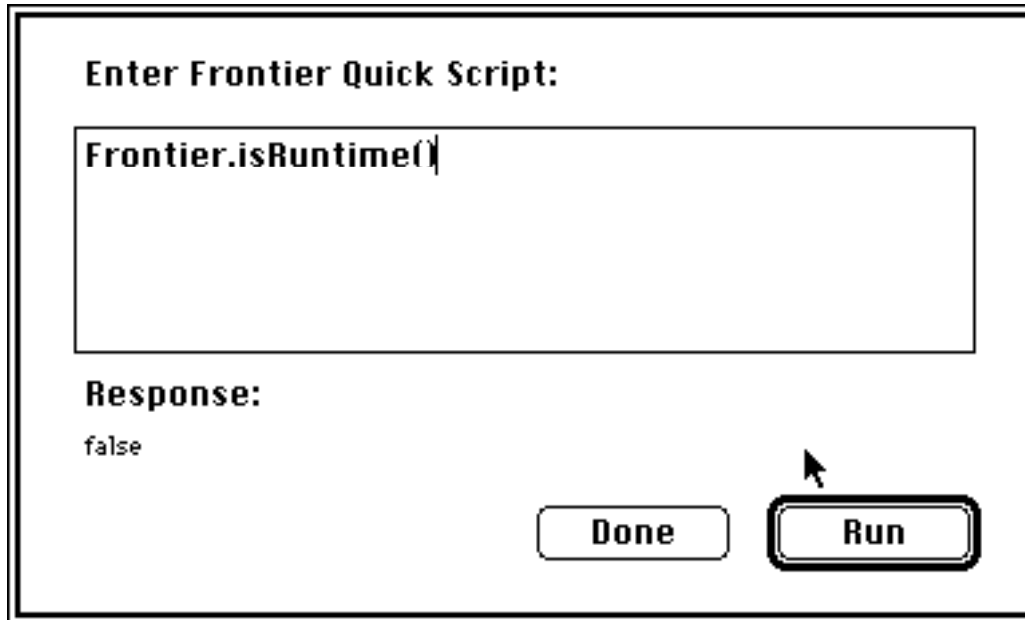 Enter Frontier Quick Script:
Frontier.isRuntime()
Response:
false
Done
Run